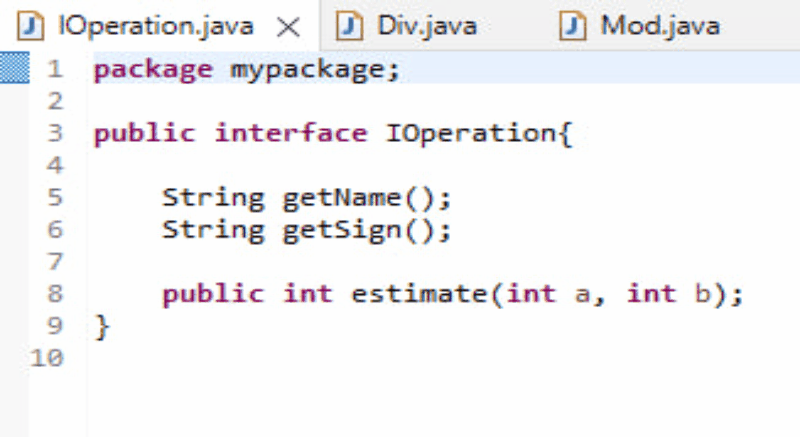 IOperation.java Div.java Mod.java
1 package mypackage;
2
3 public interface IOperation{
4
5 String getName();
6 String getSign();
7
8 public int estimate(int a, int b);
9 }
10